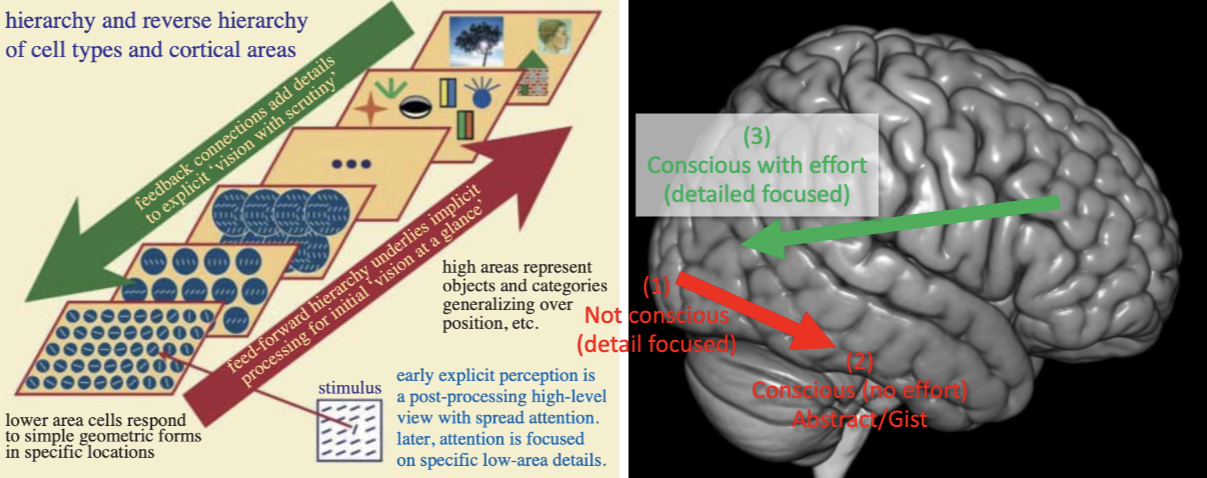 hierarchy and reverse hierarchy
of cell types and cortical areas
feedback connections add details
to explicit ‘vision with scrutiny’
feed-forward hierarchy underlies implicit
processing for initial ‘vision at a glance’
high areas represent
objects and categories
generalizing over
position, etc.
stimulus
early explicit perception is
a post-processing high-level
view with spread attention.
later, attention is focused
on specific low-area details.
lower area cells respond
to simple geometric forms
in specific locations
(3)
Conscious with effort
(detailed focused)
(1)
Not conscious
(detail focused)
(2)
Conscious (no effort)
Abstract/Gist